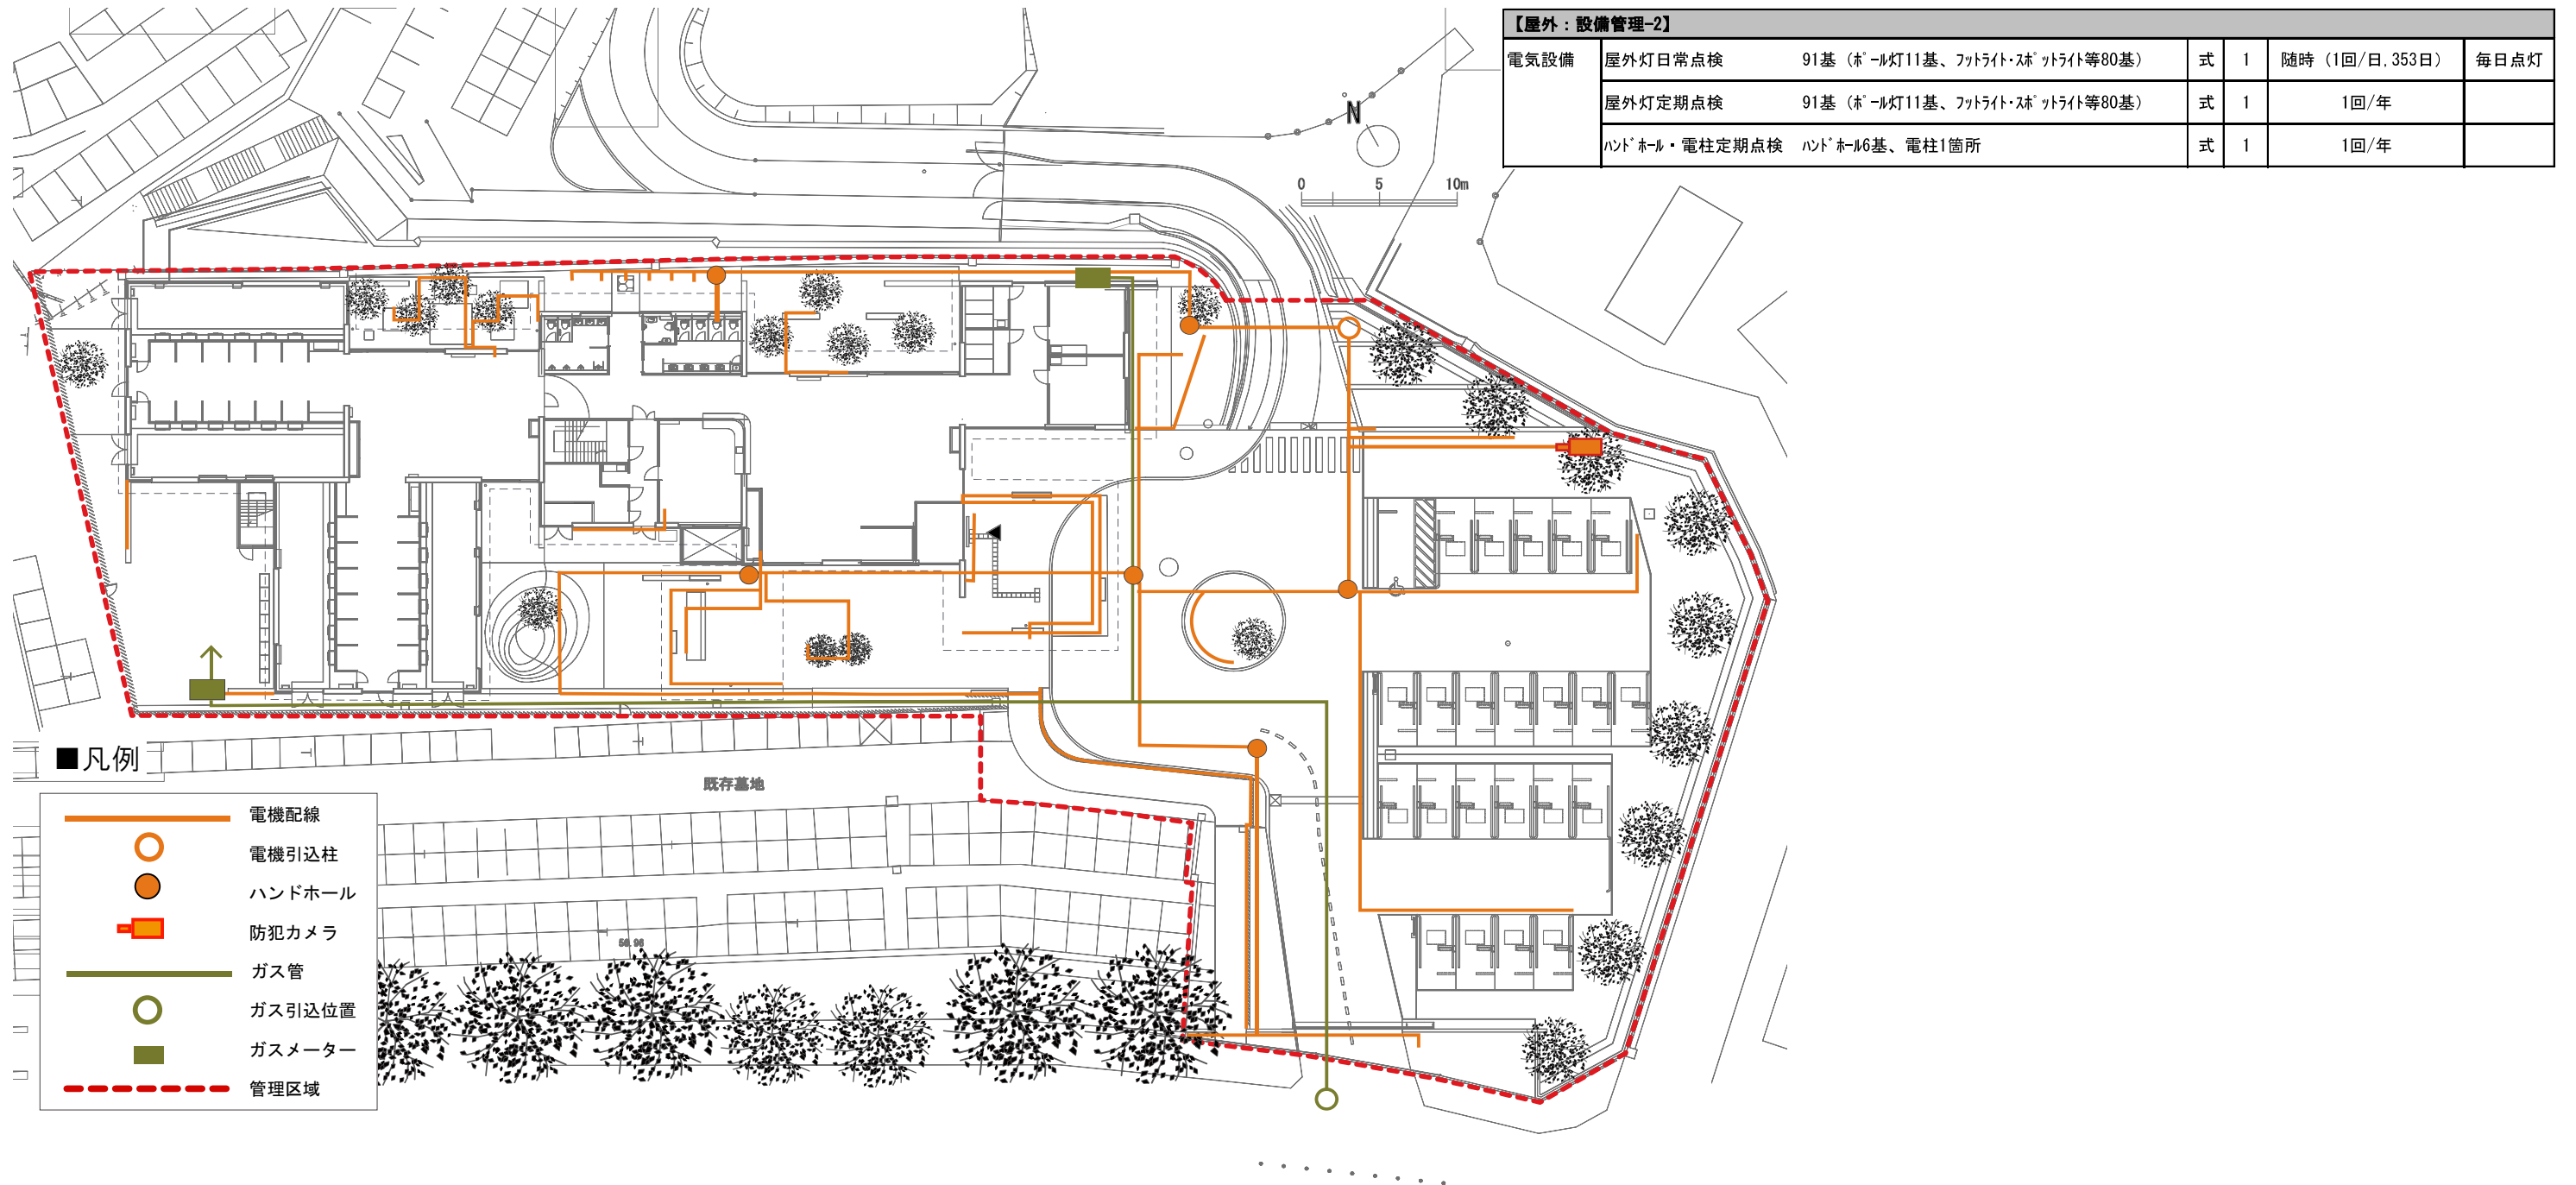 【屋外：設備管理-2】
電気設備 屋外灯日常点検 91基（ﾎﾟｰﾙ灯11基、ﾌｯﾄﾗｲﾄ・ｽﾎﾟｯﾄﾗｲﾄ等80基） 式 1 随時（1回/日,353日） 毎日点灯
屋外灯定期点検 91基（ﾎﾟｰﾙ灯11基、ﾌｯﾄﾗｲﾄ・ｽﾎﾟｯﾄﾗｲﾄ等80基） 式 1 1回/年
ﾊﾝﾄﾞﾎｰﾙ・電柱定期点検 ﾊﾝﾄﾞﾎｰﾙ6基、電柱1箇所 式 1 1回/年
N
0 5 10m
■凡例
電機配線
電機引込柱
ハンドホール
防犯カメラ
ガス管
ガス引込位置
ガスメーター
管理区域
既存墓地
50.96